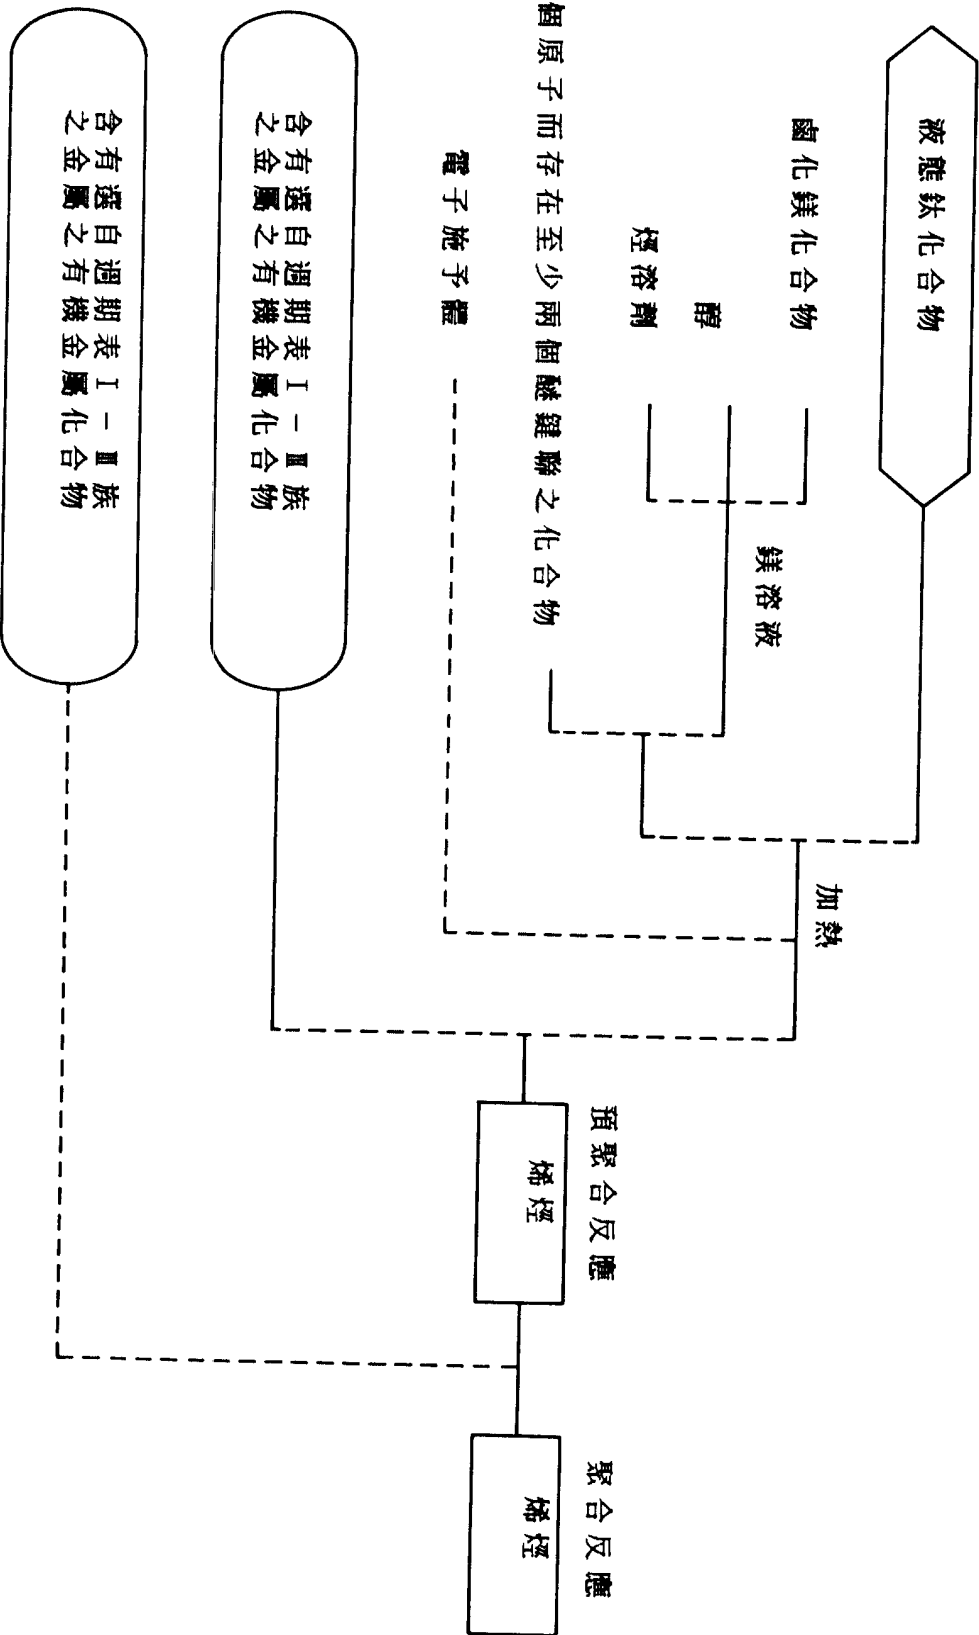 液態鈦化合物
鹵化鎂化合物
醇
烴溶劑
鎂溶液
個原子而存在至少兩個醚鍵聯之化合物
電子施予體
加熱
含有選自週期表I－Ⅲ族
之金屬之有機金屬化合物
預聚合反應
烯烴
含有選自週期表I－Ⅲ族
之金屬之有機金屬化合物
聚合反應
烯烴